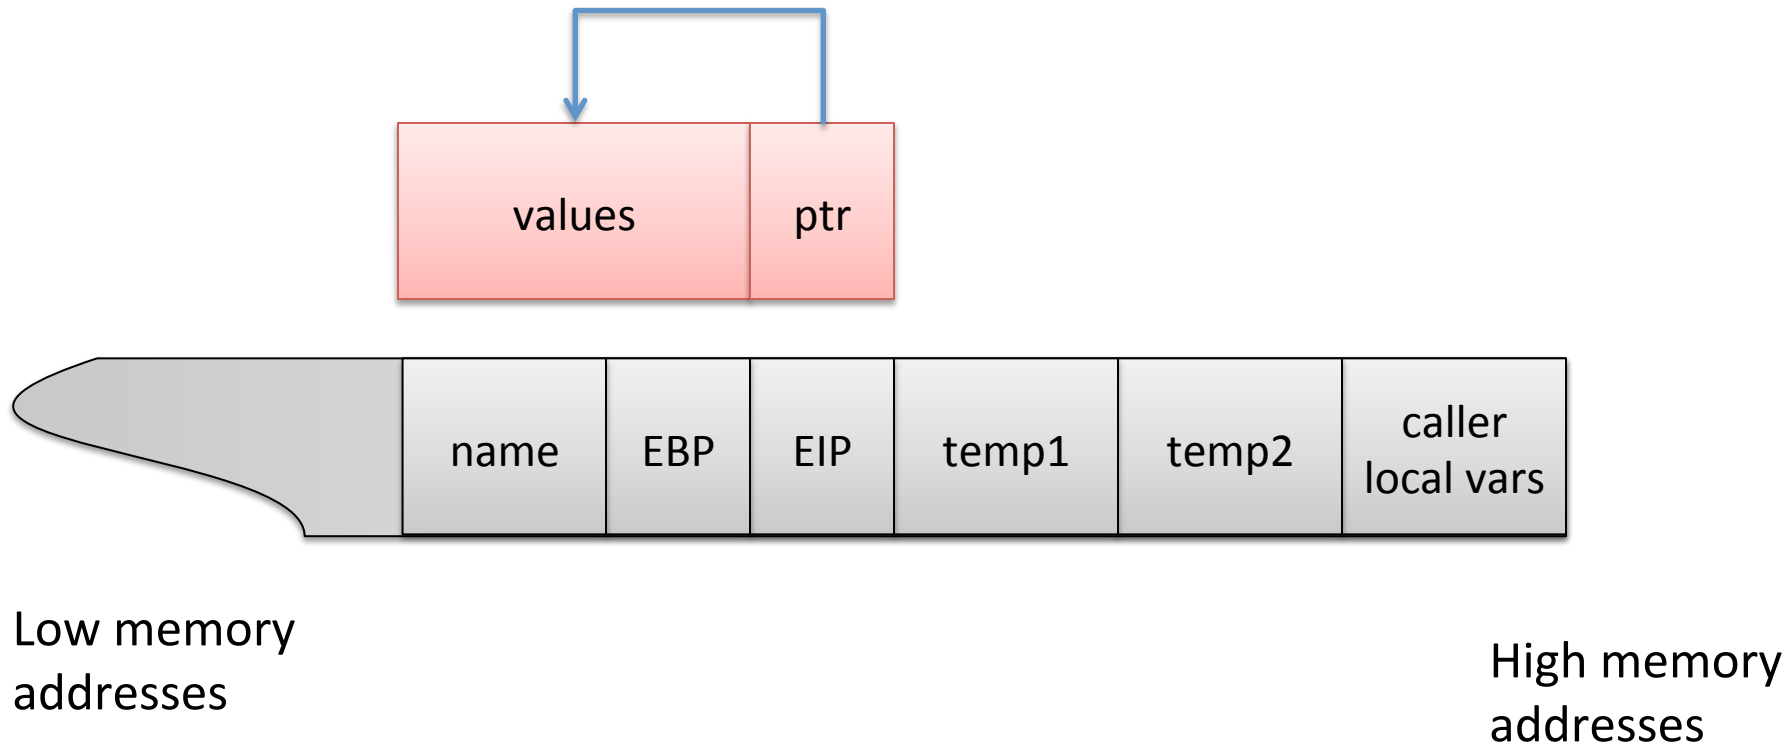 values
ptr
name
EBP
EIP
temp1
temp2
caller
local vars
Low memory
addresses
High memory
addresses